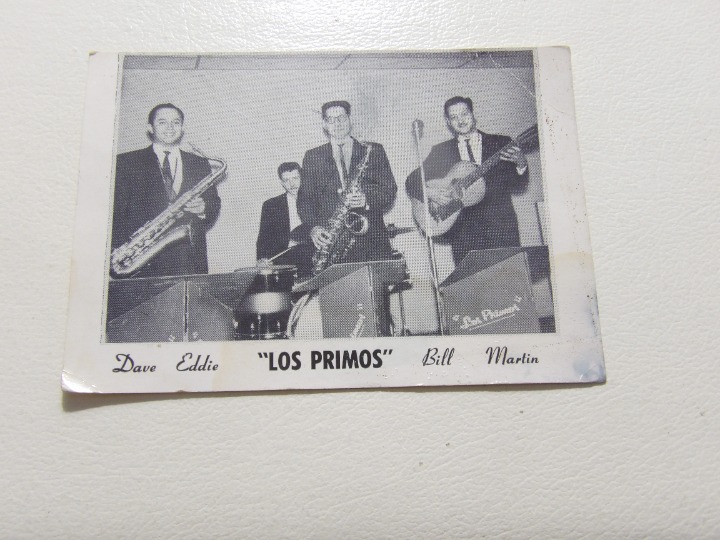 "Los Primos"
Dave Eddie "LOS PRIMOS" Bill Martin